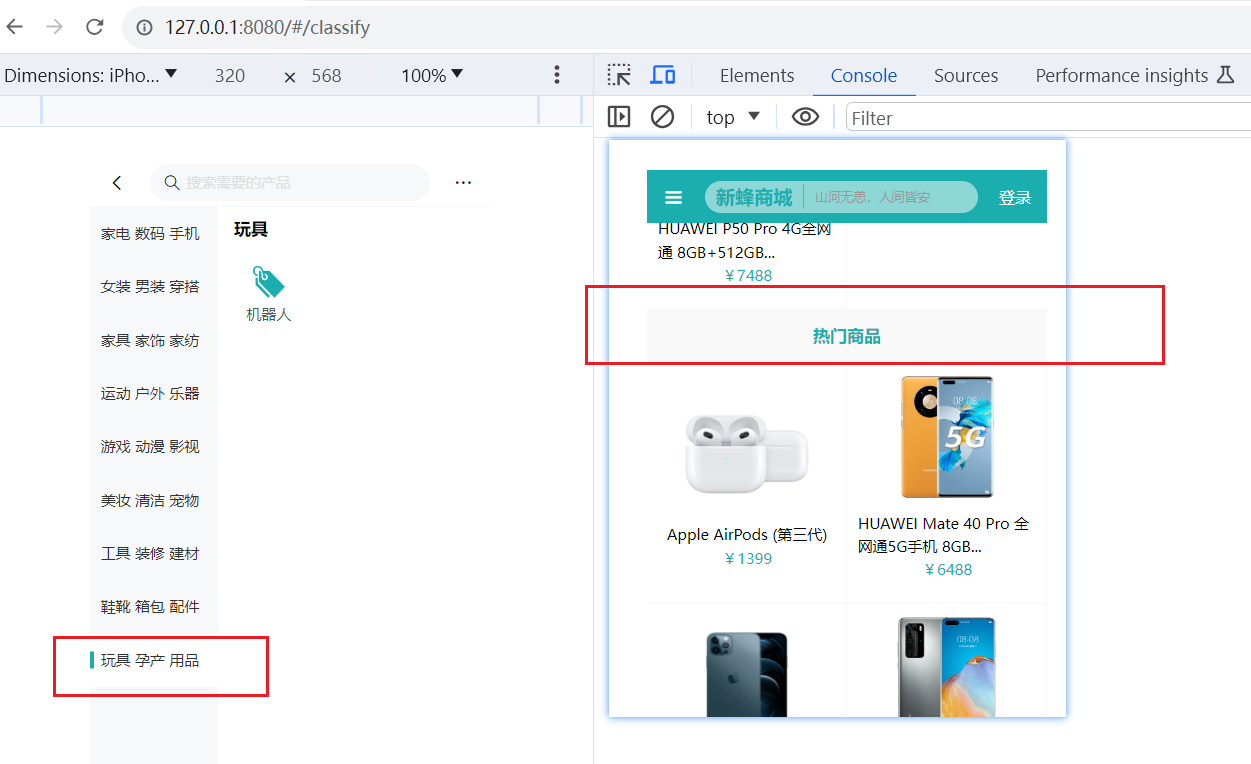 127.0.0.1:8080/#/classify
Dimensions: iPho... 320 × 568 100%
Elements Console Sources Performance insights
top Filter
搜索需要的产品
家电 数码 手机
女装 男装 穿搭
家具 家饰 家纺
运动 户外 乐器
游戏 动漫 影视
美妆 清洁 宠物
工具 装修 建材
鞋靴 箱包 配件
玩具 孕产 用品
玩具
机器人
新蜂商城 山河无恙，人间皆安 登录
HUAWEI P50 Pro 4G全网
通 8GB+512GB...
￥7488
热门商品
08:08
5G
Apple AirPods (第三代)
￥1399
HUAWEI Mate 40 Pro 全
网通5G手机 8GB...
￥6488
08:08